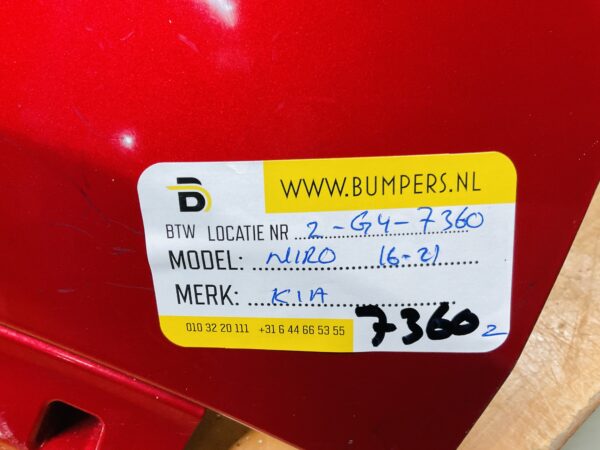 WWW.BUMPERS.NL
BTW LOCATIE NR 2-G4-7360
MODEL: NIRO 16-21
MERK: KIA
010 32 20 111 +31 6 44 66 53 55
7360 2